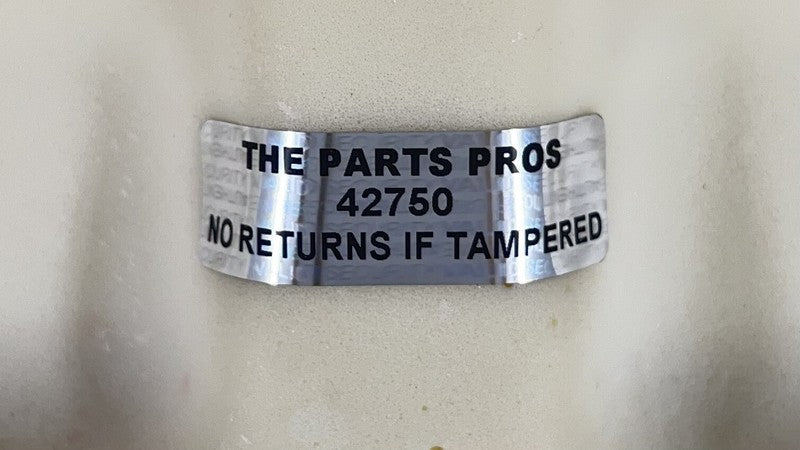 THE PARTS PROS
42750
NO RETURNS IF TAMPERED